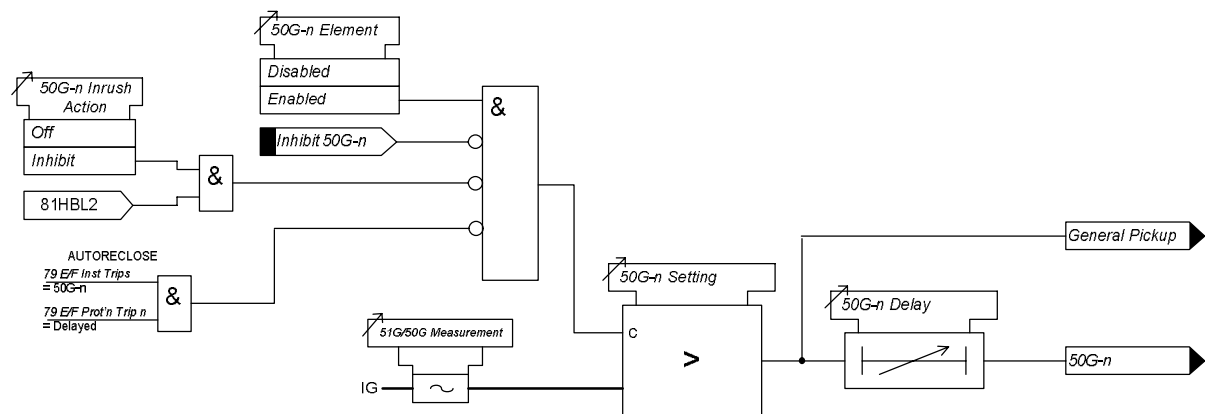 50G-n Element
Disabled
Enabled
50G-n Inrush
Action
Off
Inhibit
&
Inhibit 50G-n
&
81HBL2
AUTORECLOSE
79 E/F Inst Trips
= 50G-n
79 E/F Prot'n Trip n
= Delayed
&
General Pickup
50G-n Setting
50G-n Delay
51G/50G Measurement
C
>
50G-n
IG
~